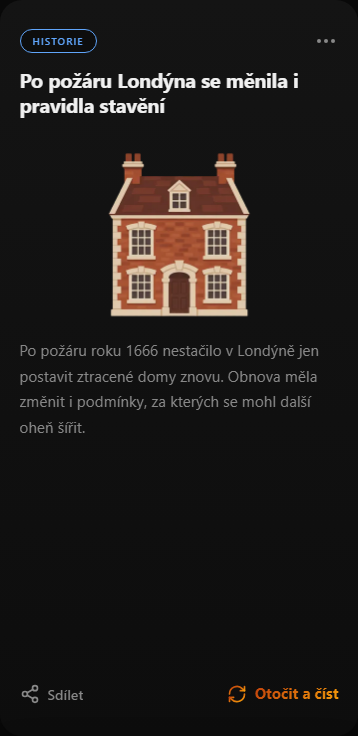 HISTORIE
Po požáru Londýna se měnila i
pravidla stavění
Po požáru roku 1666 nestačilo v Londýně jen
postavit ztracené domy znovu. Obnova měla
změnit i podmínky, za kterých se mohl další
oheň šířit.
Sdílet
Otočit a číst